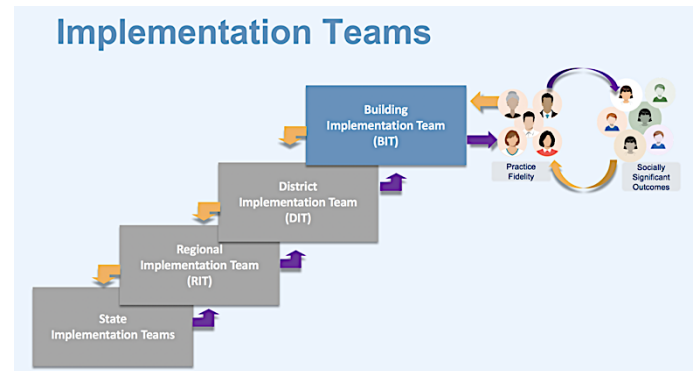 Implementation Teams
Building
Implementation Team
(BIT)
Practice
Fidelity
Socially
Significant
Outcomes
District
Implementation Team
(DIT)
Regional
Implementation Team
(RIT)
State
Implementation Teams